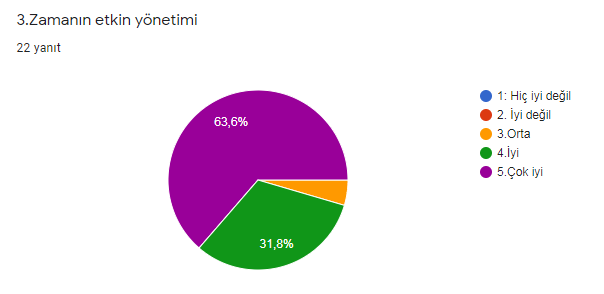 3.Zamanın etkin yönetimi
22 yanıt
63,6%
31,8%
1: Hiç iyi değil
2. İyi değil
3.Orta
4.İyi
5.Çok iyi